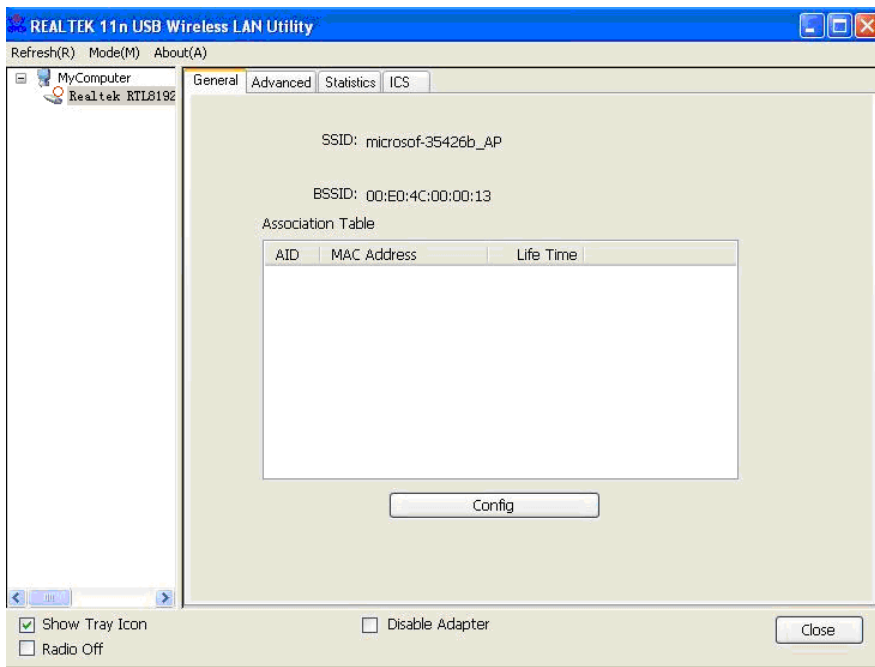 REALTEK 11n USB Wireless LAN Utility
Refresh(R) Mode(M) About(A)
MyComputer
Realtek RTL8192
General Advanced Statistics ICS
SSID: microsof-35426b_AP
BSSID: 00:E0:4C:00:00:13
Association Table
AID MAC Address Life Time
Config
Show Tray Icon
Disable Adapter
Radio Off
Close